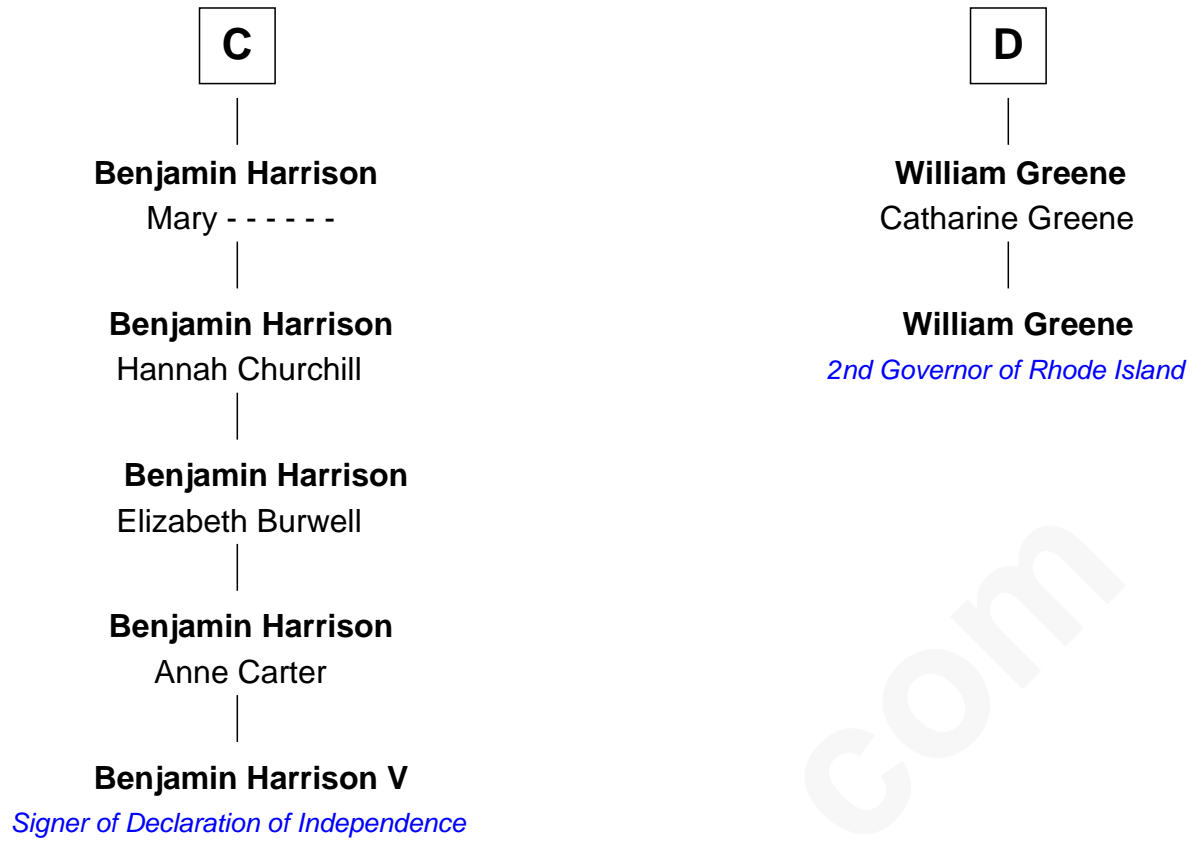 C
Benjamin Harrison
Mary - - - - - -
Benjamin Harrison
Hannah Churchill
Benjamin Harrison
Elizabeth Burwell
Benjamin Harrison
Anne Carter
Benjamin Harrison V
Signer of Declaration of Independence
D
William Greene
Catharine Greene
William Greene
2nd Governor of Rhode Island
com